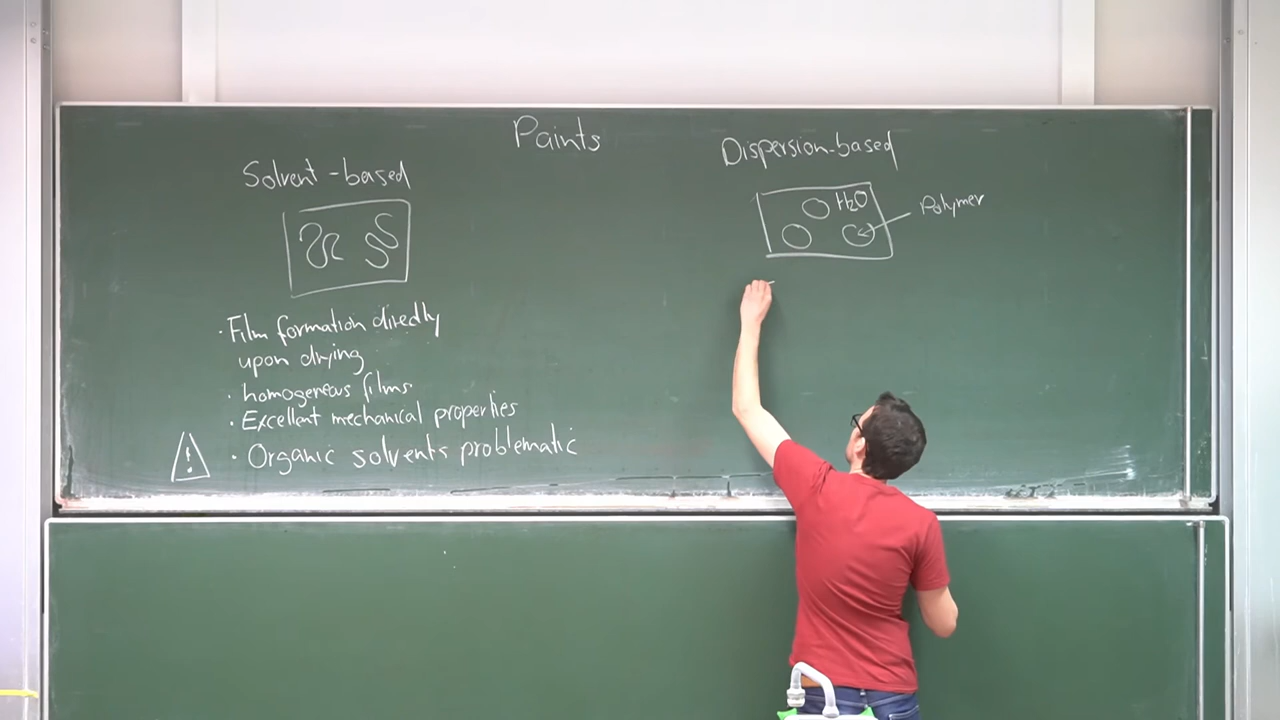 Paints
Solvent-based
· Film formation directly
upon drying
· homogeneous films
· Excellent mechanical properties
! · Organic solvents problematic
Dispersion-based
H₂O
Polymer